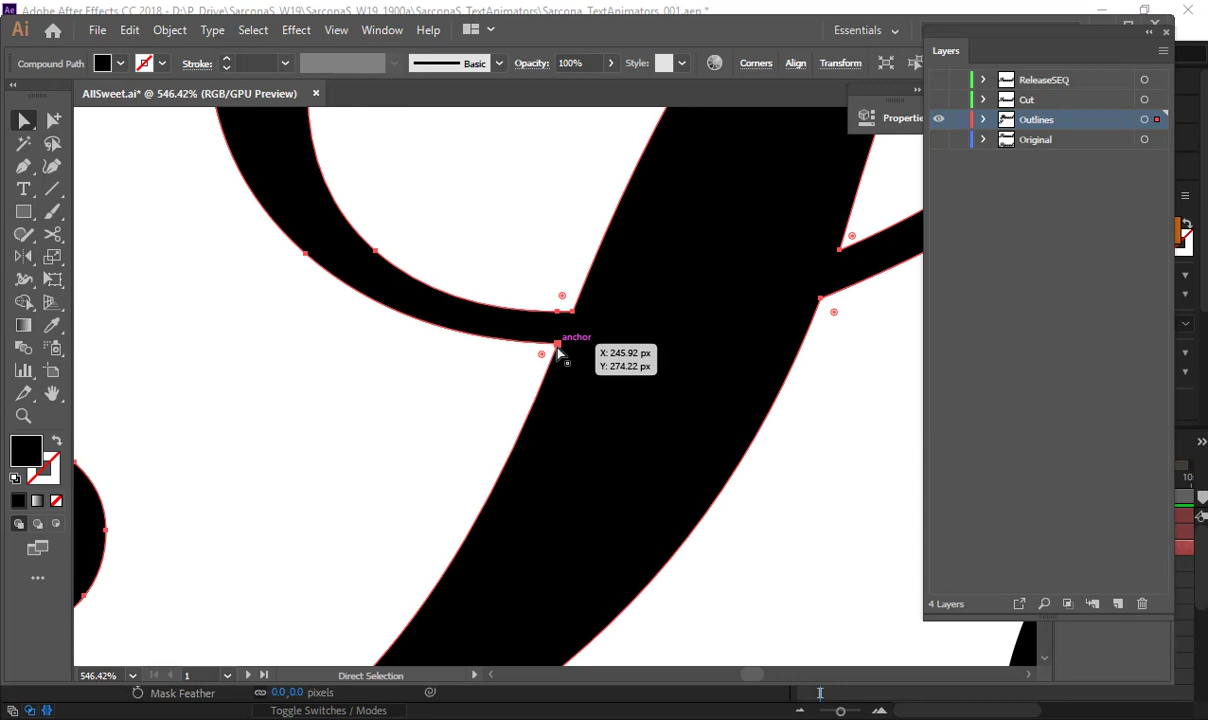 Ae Adobe After Effects CC 2018 - D:\P_Drive\SarconaS_W19\SarconaS_W19_1900a\Sarcona_TextAnimators\Sarcona_TextAnimators_001.aep *
Ai File Edit Object Type Select Effect View Window Help Essentials
Compound Path Stroke: Basic Opacity: 100% Style: Corners Align Transform
Layers
AllSweet.ai* @ 546.42% (RGB/GPU Preview)
ReleaseSEQ
Cut
Outlines
Original
Properties
anchor
X: 245.92 px
Y: 274.22 px
10
4 Layers
546.42% 1 Direct Selection
Mask Feather 0.0,0.0 pixels
Toggle Switches / Modes